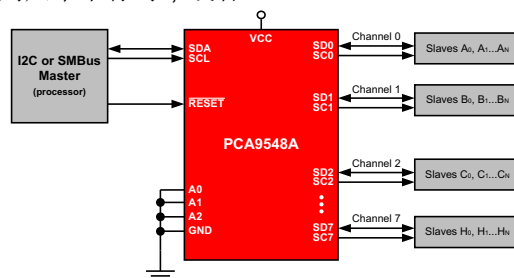 VCC
I2C or SMBus
Master
(processor)
SDA
SCL
RESET
PCA9548A
A0
A1
A2
GND
SD0
SC0
Channel 0
Slaves A0, A1...AN
SD1
SC1
Channel 1
Slaves B0, B1...BN
SD2
SC2
Channel 2
Slaves C0, C1...CN
SD7
SC7
Channel 7
Slaves H0, H1...HN